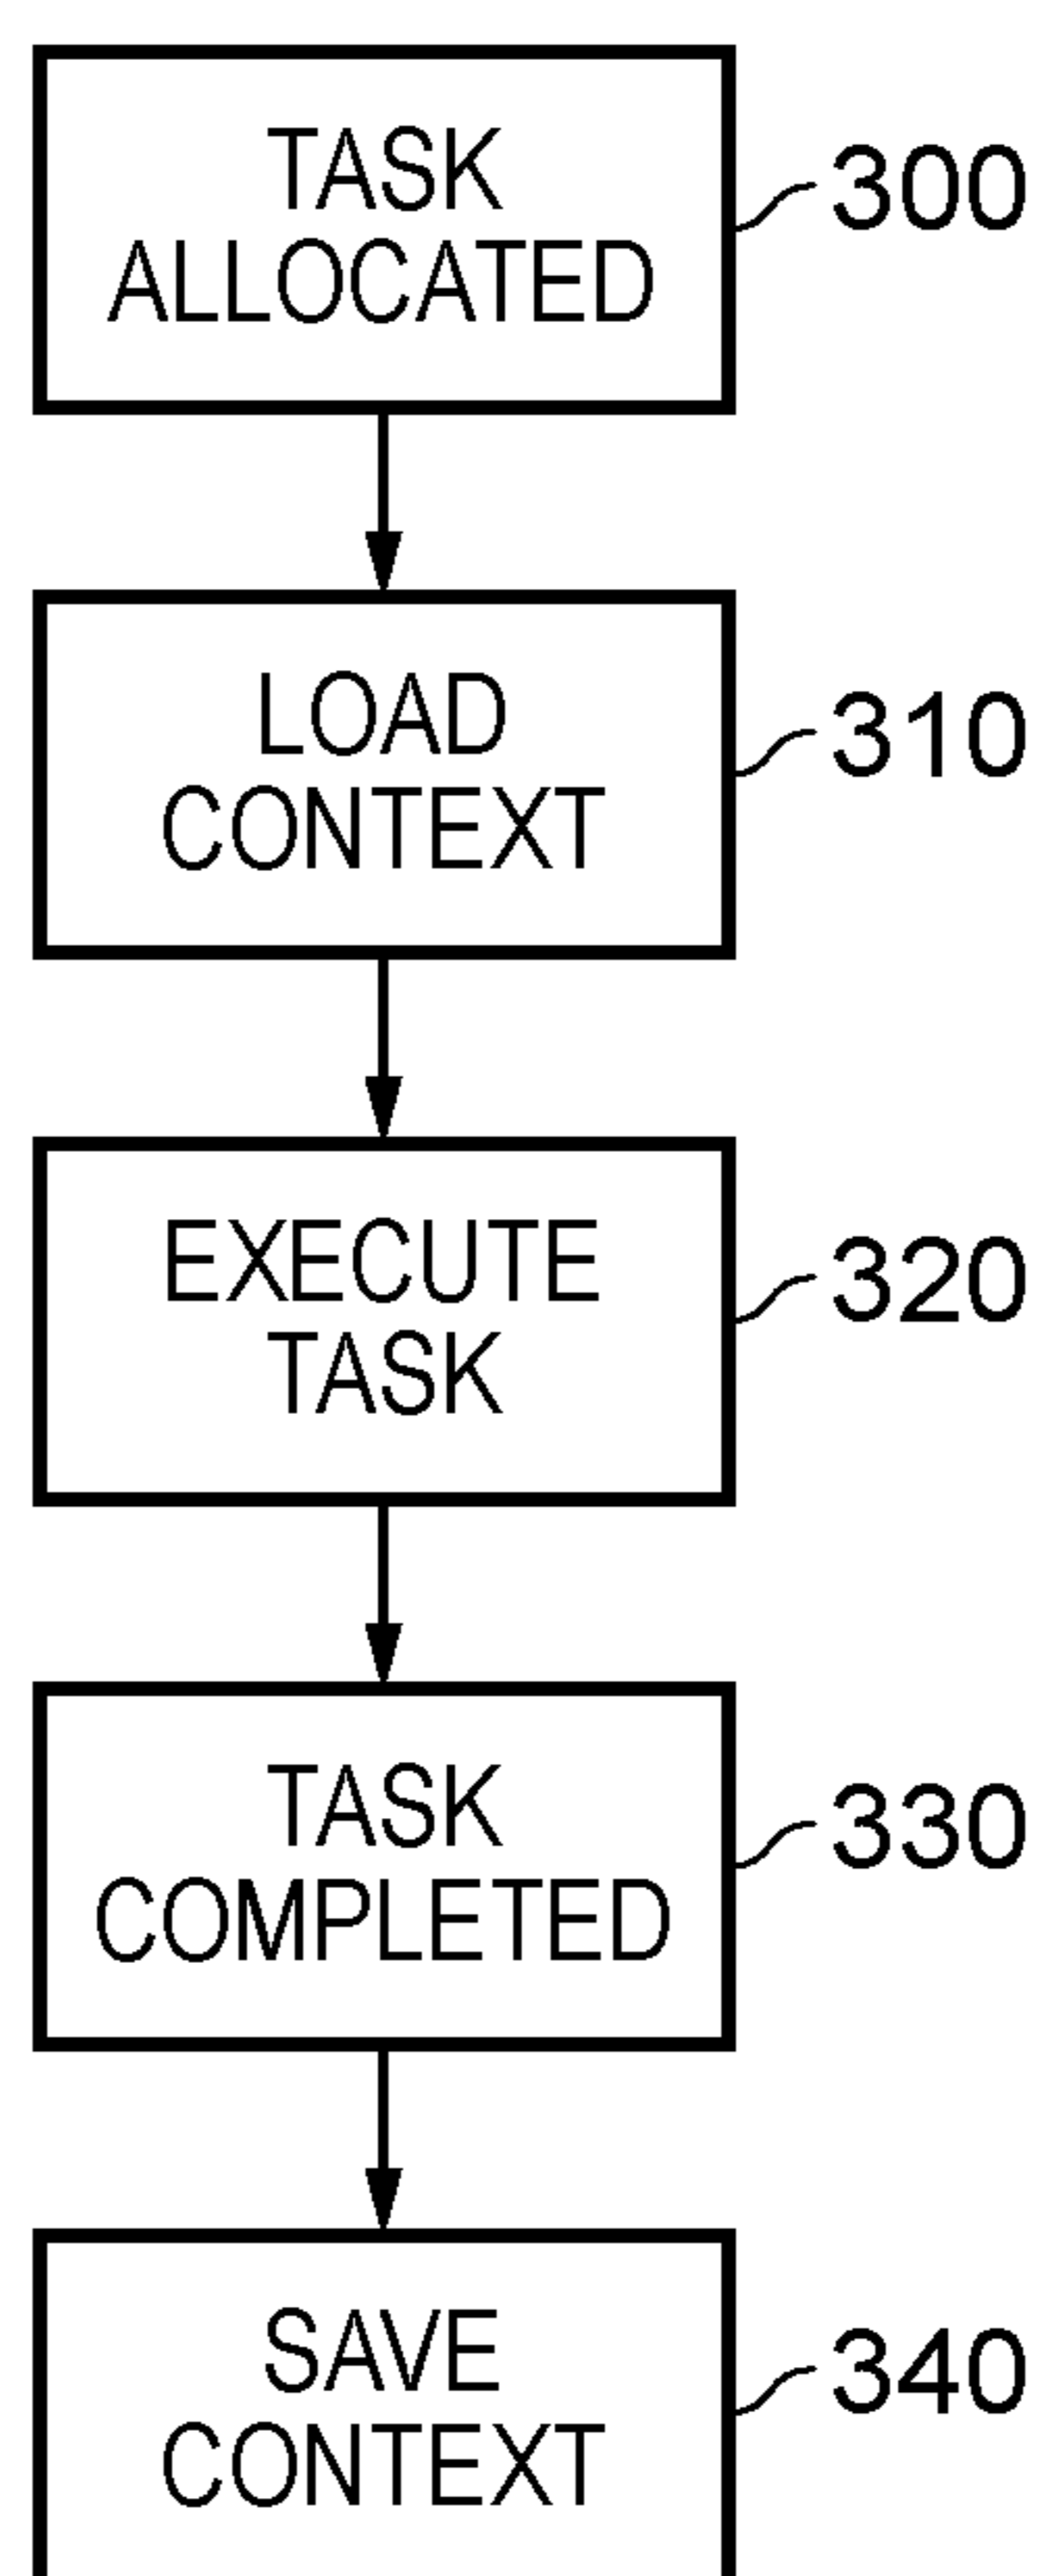 TASK
ALLOCATED
300
LOAD
CONTEXT
310
EXECUTE
TASK
320
TASK
COMPLETED
330
SAVE
CONTEXT
340